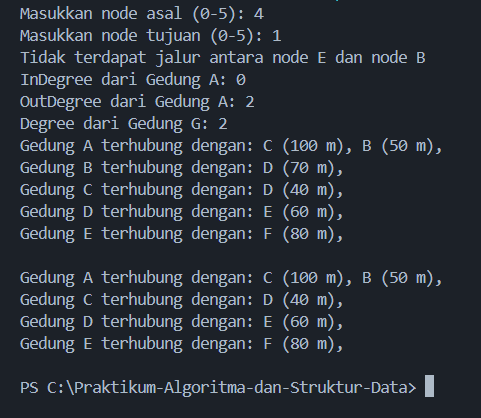 Masukkan node asal (0-5): 4
Masukkan node tujuan (0-5): 1
Tidak terdapat jalur antara node E dan node B
InDegree dari Gedung A: 0
OutDegree dari Gedung A: 2
Degree dari Gedung G: 2
Gedung A terhubung dengan: C (100 m), B (50 m),
Gedung B terhubung dengan: D (70 m),
Gedung C terhubung dengan: D (40 m),
Gedung D terhubung dengan: E (60 m),
Gedung E terhubung dengan: F (80 m),
Gedung A terhubung dengan: C (100 m), B (50 m),
Gedung C terhubung dengan: D (40 m),
Gedung D terhubung dengan: E (60 m),
Gedung E terhubung dengan: F (80 m),
PS C:\Praktikum-Algoritma-dan-Struktur-Data>